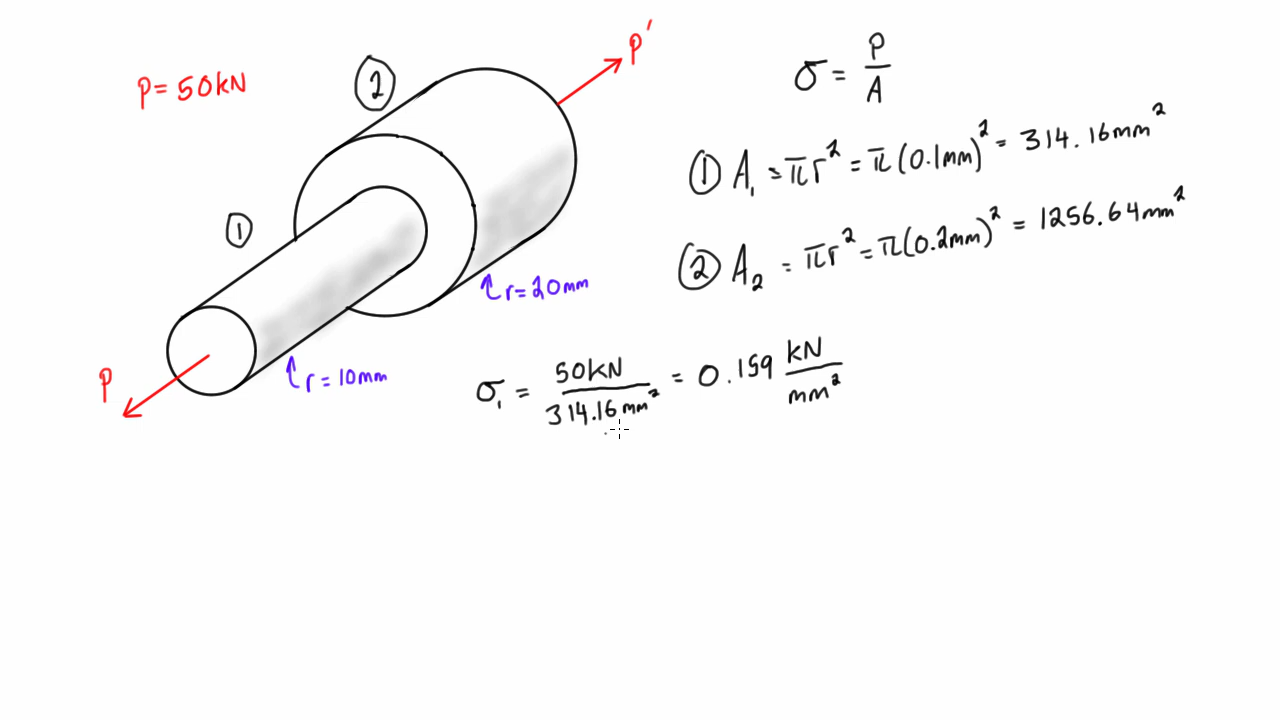 P = 50kN
②
P'
σ = P/A
① A₁ = πr² = π(0.1mm)² = 314.16mm²
② A₂ = πr² = π(0.2mm)² = 1256.64mm²
①
r = 20mm
r = 10mm
P
σ₁ = 50kN/314.16mm² = 0.159 kN/mm²